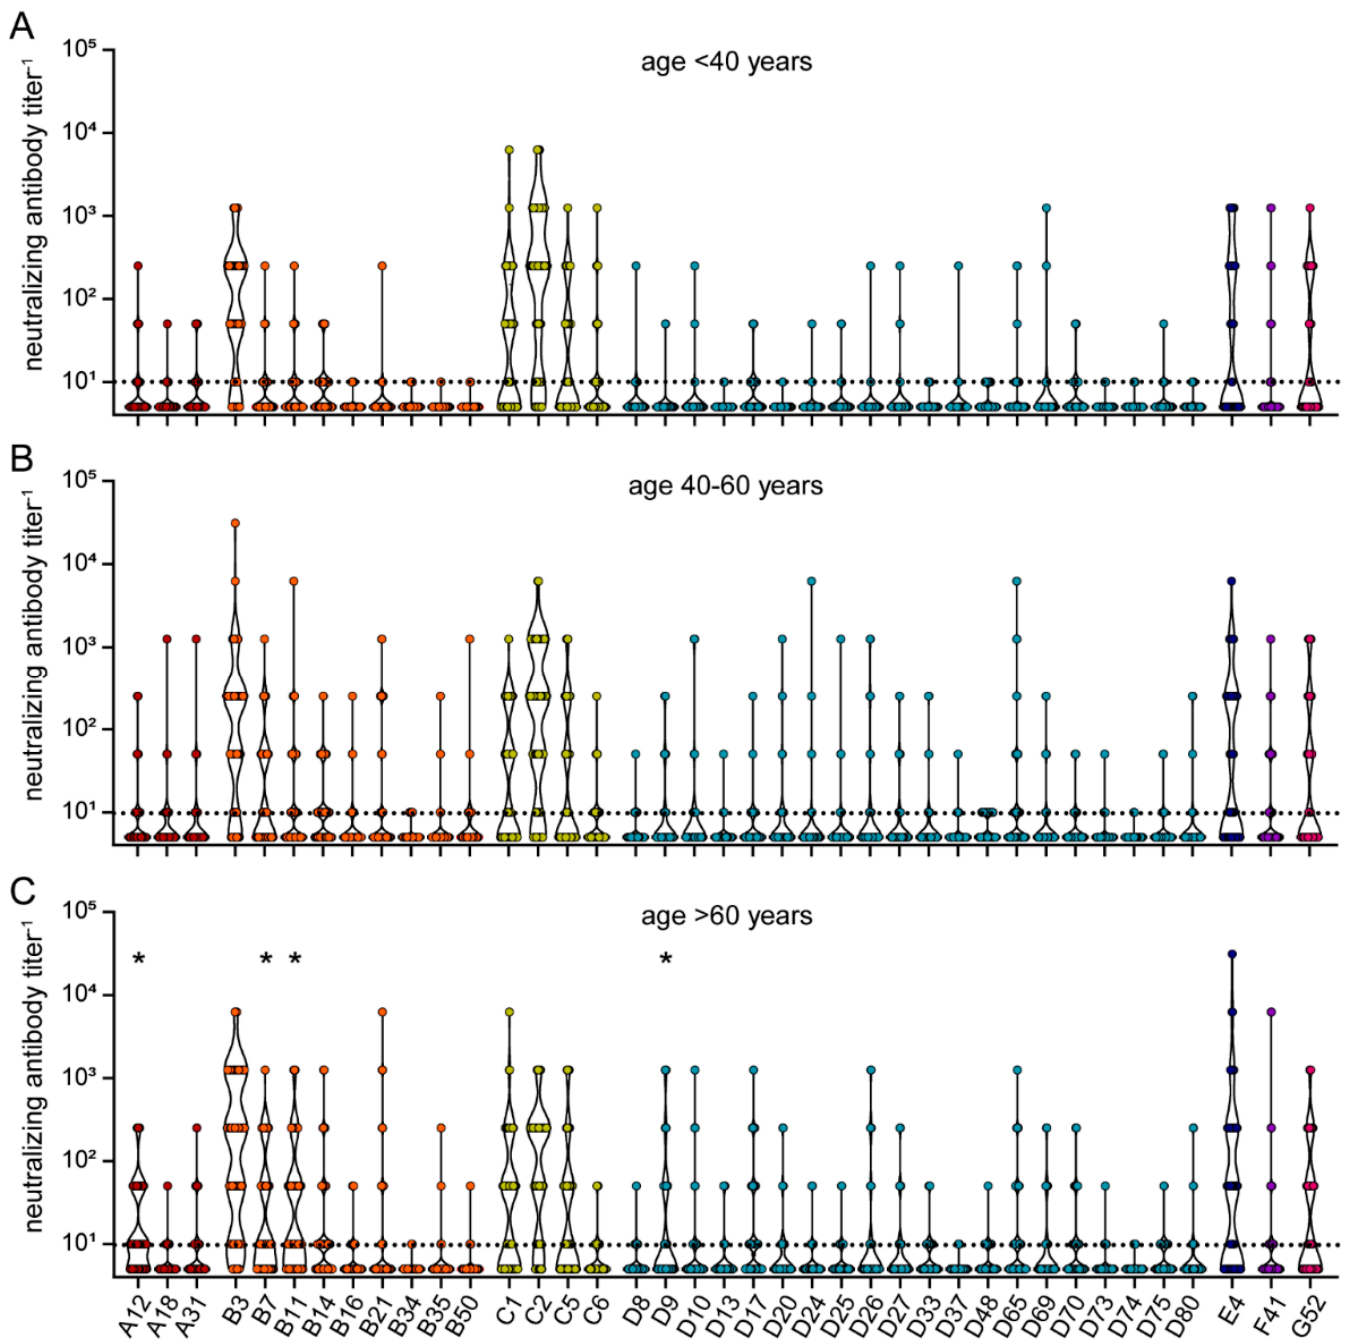 A
age <40 years
neutralizing antibody titer⁻¹
10⁵
10⁴
10³
10²
10¹
B
age 40-60 years
neutralizing antibody titer⁻¹
10⁵
10⁴
10³
10²
10¹
C
age >60 years
neutralizing antibody titer⁻¹
10⁵
* * * *
10⁴
10³
10²
10¹
A12 A18 A31 B3 B7 B11 B14 B16 B21 B34 B35 B50 C1 C2 C5 C6 D8 D9 D10 D13 D17 D20 D24 D25 D26 D27 D33 D37 D48 D65 D69 D70 D73 D74 D75 D80 E4 F41 G52